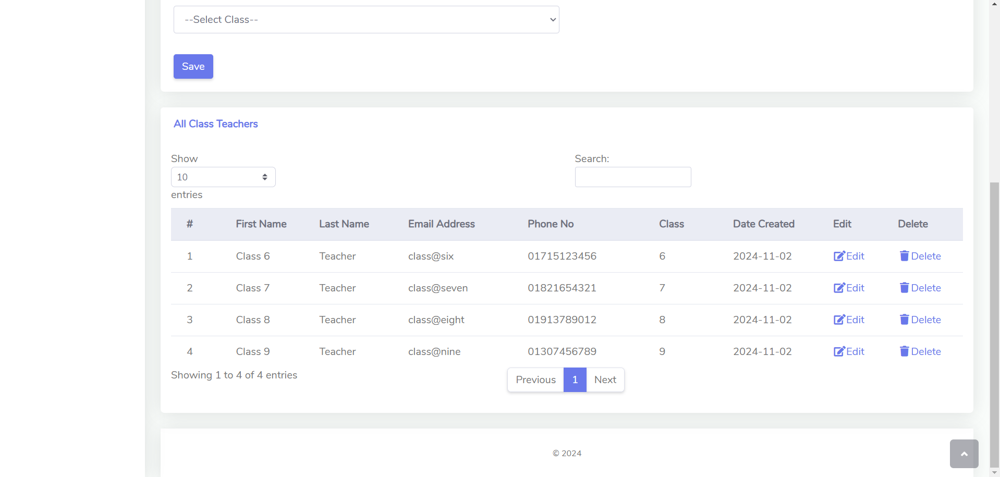 --Select Class--
Save
All Class Teachers
Show
Search:
10
entries
# First Name Last Name Email Address Phone No Class Date Created Edit Delete
1 Class 6 Teacher class@six 01715123456 6 2024-11-02 Edit Delete
2 Class 7 Teacher class@seven 01821654321 7 2024-11-02 Edit Delete
3 Class 8 Teacher class@eight 01913789012 8 2024-11-02 Edit Delete
4 Class 9 Teacher class@nine 01307456789 9 2024-11-02 Edit Delete
Showing 1 to 4 of 4 entries
Previous 1 Next
© 2024